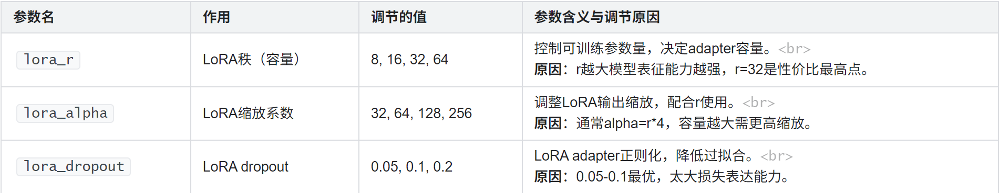 参数名 作用 调节的值 参数含义与调节原因
lora_r LoRA秩（容量） 8, 16, 32, 64 控制可训练参数量，决定adapter容量。<br>
原因：r越大模型表征能力越强，r=32是性价比最高点。
lora_alpha LoRA缩放系数 32, 64, 128, 256 调整LoRA输出缩放，配合r使用。<br>
原因：通常alpha=r*4，容量越大需更高缩放。
lora_dropout LoRA dropout 0.05, 0.1, 0.2 LoRA adapter正则化，降低过拟合。<br>
原因：0.05-0.1最优，太大损失表达能力。